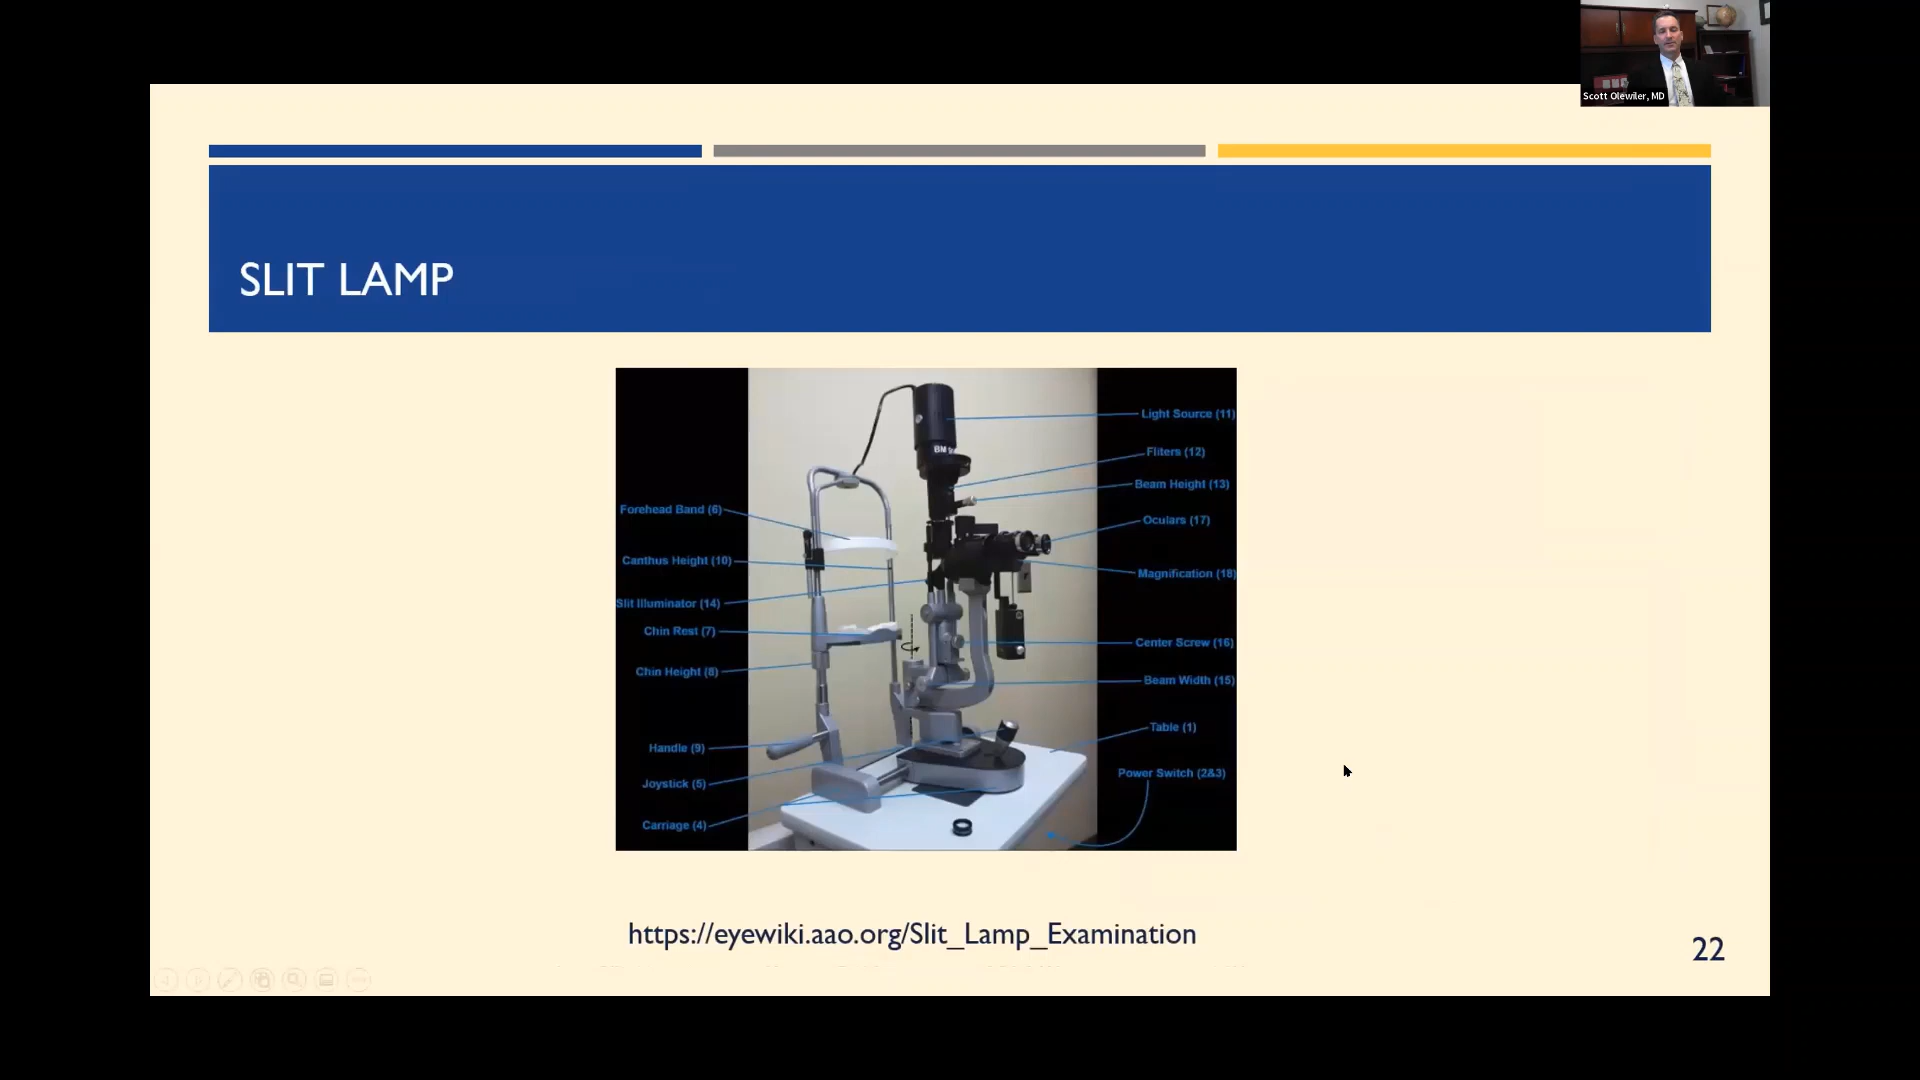 Scott Olewiler, MD
SLIT LAMP
Light Source (11)
Fliters (12)
Beam Height (13)
Oculars (17)
Magnification (18)
Center Screw (16)
Beam Width (15)
Table (1)
Power Switch (2&3)
Forehead Band (6)
Canthus Height (10)
Slit Illuminator (14)
Chin Rest (7)
Chin Height (8)
Handle (9)
Joystick (5)
Carriage (4)
https://eyewiki.aao.org/Slit_Lamp_Examination
22